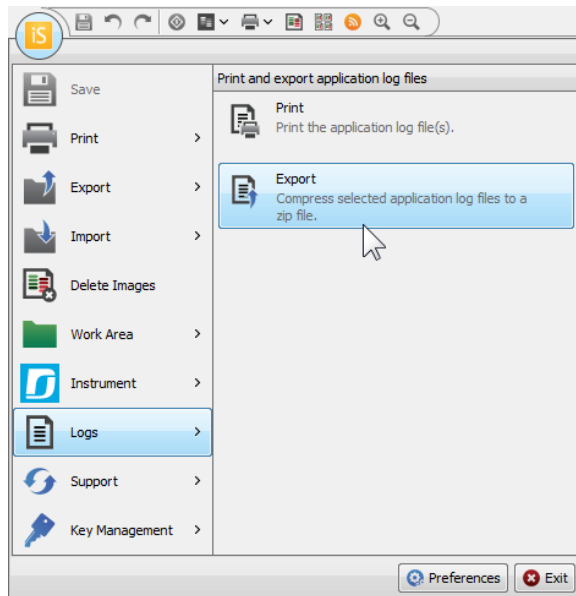 iS
Save
Print
Export
Import
Delete Images
Work Area
Instrument
Logs
Support
Key Management
Print and export application log files
Print
Print the application log file(s).
Export
Compress selected application log files to a
zip file.
Preferences
Exit